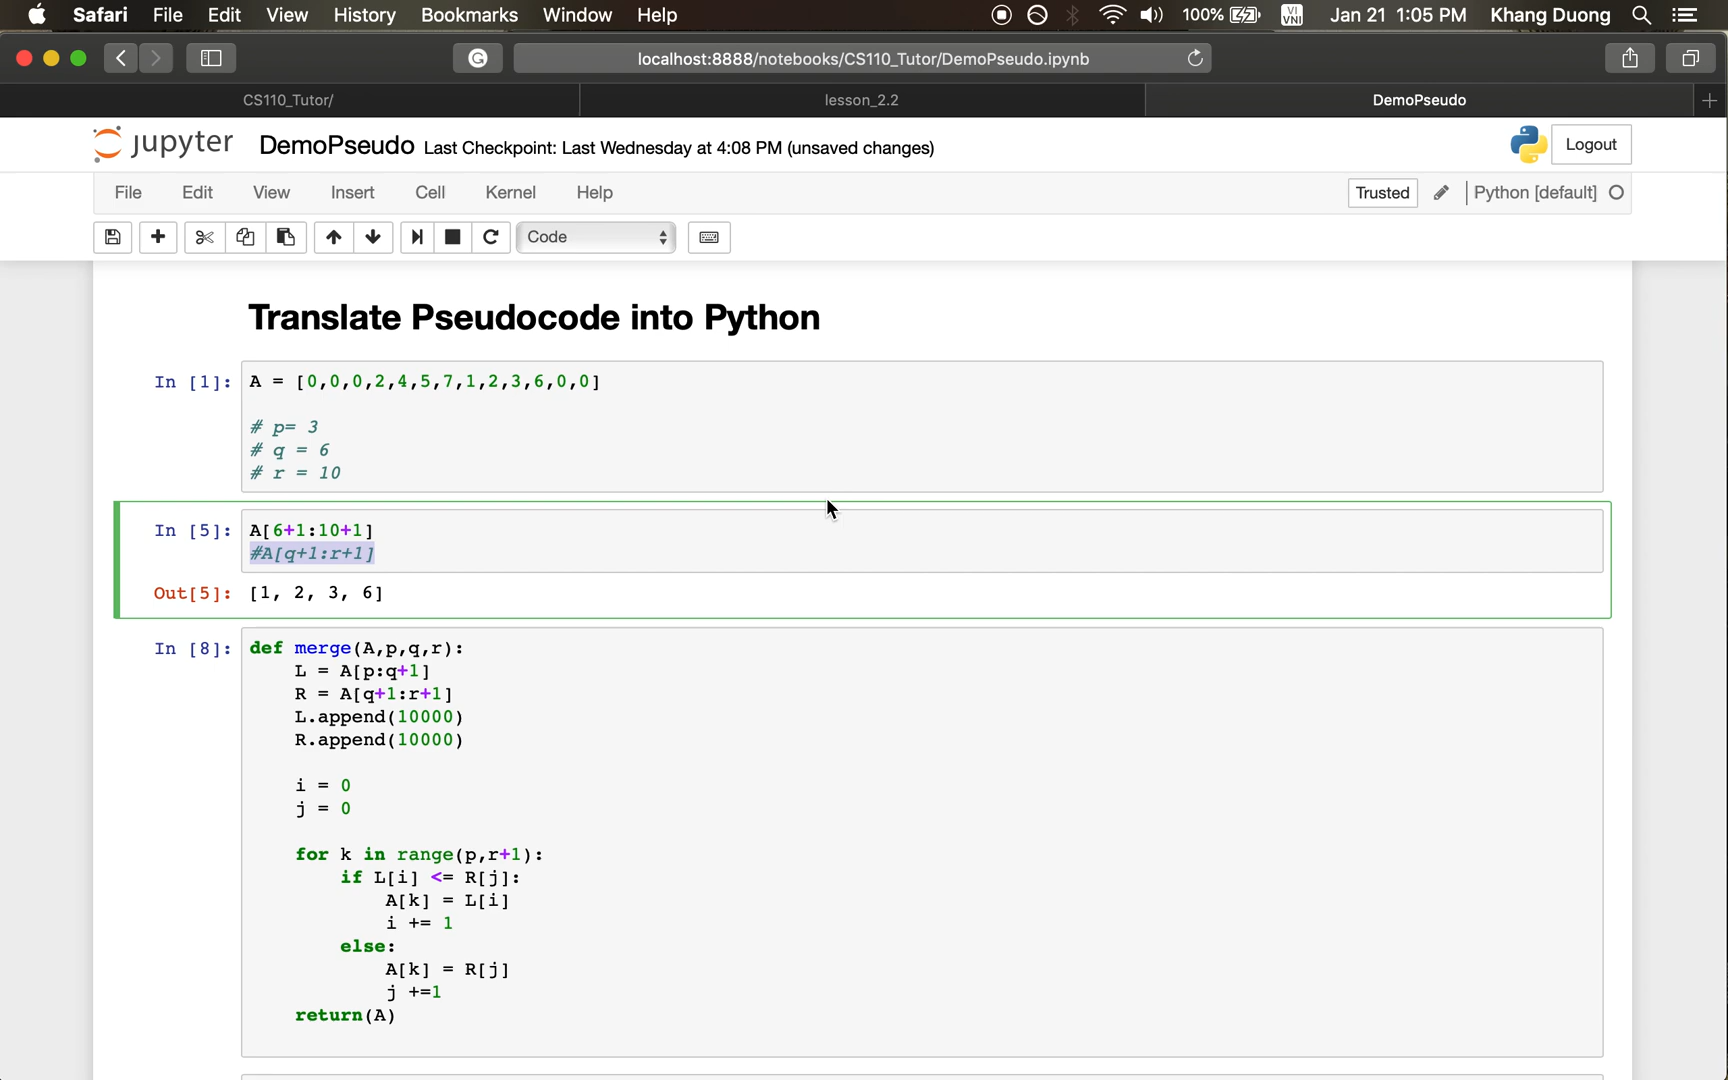 Safari File Edit View History Bookmarks Window Help 100% VI VNI Jan 21 1:05 PM Khang Duong
localhost:8888/notebooks/CS110_Tutor/DemoPseudo.ipynb
CS110_Tutor/ lesson_2.2 DemoPseudo
jupyter DemoPseudo Last Checkpoint: Last Wednesday at 4:08 PM (unsaved changes) Logout
File Edit View Insert Cell Kernel Help Trusted Python [default]
Code
Translate Pseudocode into Python
In [1]: A = [0,0,0,2,4,5,7,1,2,3,6,0,0]
# p= 3
# q = 6
# r = 10
In [5]: A[6+1:10+1]
#A[q+1:r+1]
Out[5]: [1, 2, 3, 6]
In [8]: def merge(A,p,q,r):
L = A[p:q+1]
R = A[q+1:r+1]
L.append(10000)
R.append(10000)
i = 0
j = 0
for k in range(p,r+1):
if L[i] <= R[j]:
A[k] = L[i]
i += 1
else:
A[k] = R[j]
j +=1
return(A)